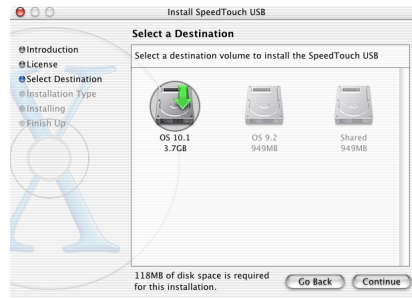 Install SpeedTouch USB
Select a Destination
Introduction
License
Select Destination
Installation Type
Installing
Finish Up
Select a destination volume to install the SpeedTouch USB
OS 10.1
3.7GB
OS 9.2
949MB
Shared
949MB
118MB of disk space is required
for this installation.
Go Back
Continue